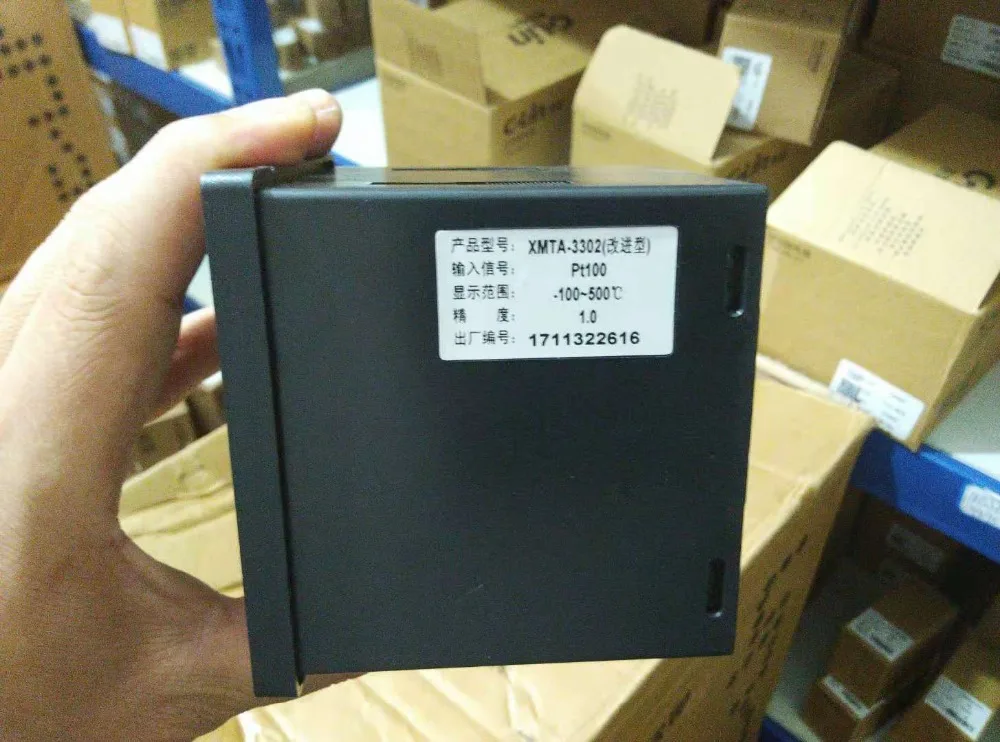 产品型号: XMTA-3302(改进型)
输入信号: Pt100
显示范围: -100~500℃
精 度: 1.0
出厂编号: 1711322616